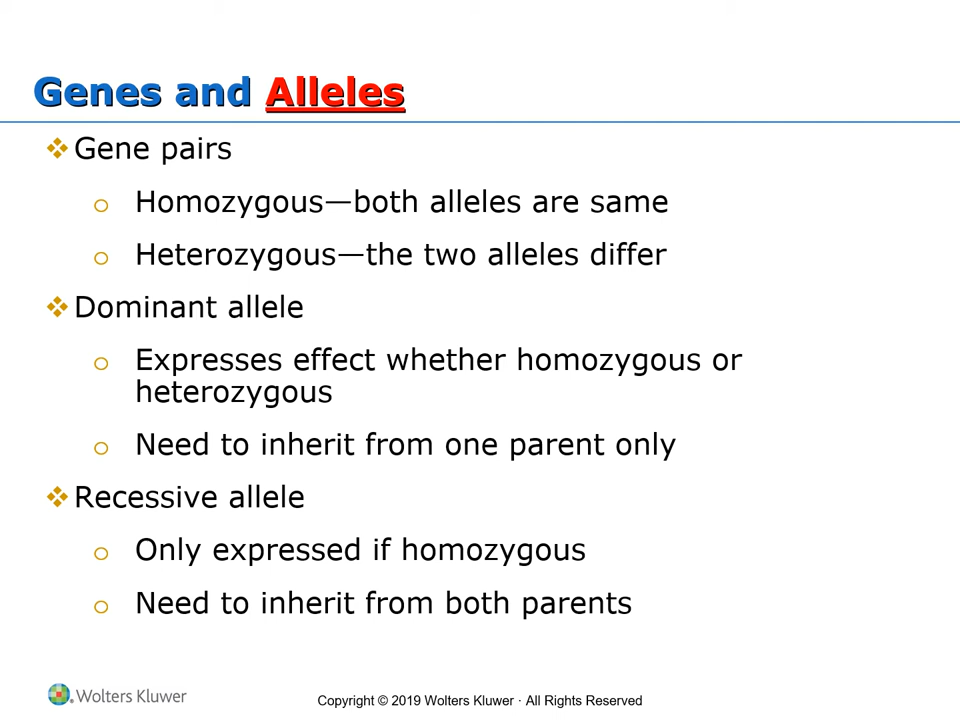 Genes and Alleles
❖Gene pairs
o Homozygous—both alleles are same
o Heterozygous—the two alleles differ
❖Dominant allele
o Expresses effect whether homozygous or
heterozygous
o Need to inherit from one parent only
❖Recessive allele
o Only expressed if homozygous
o Need to inherit from both parents
Wolters Kluwer
Copyright © 2019 Wolters Kluwer · All Rights Reserved